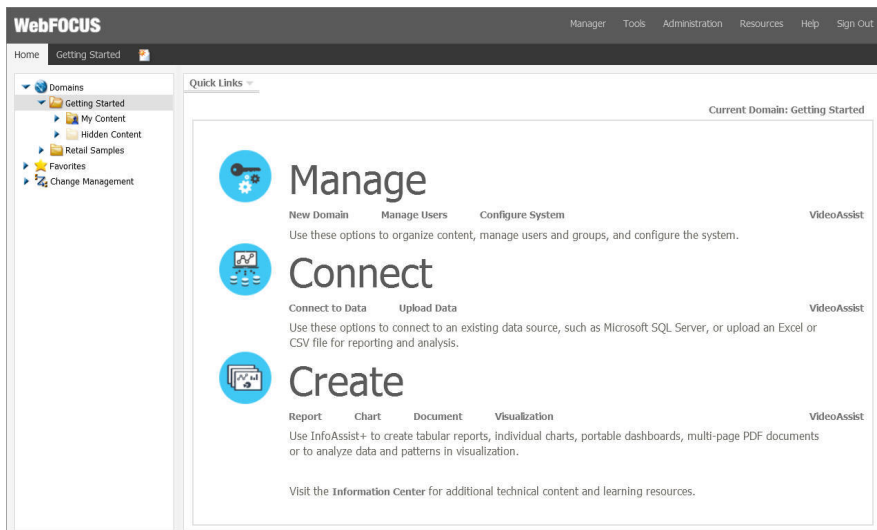 WebFOCUS
Manager Tools Administration Resources Help Sign Out
Home Getting Started
Domains
Getting Started
My Content
Hidden Content
Retail Samples
Favorites
Change Management
Quick Links
Current Domain: Getting Started
Manage
New Domain Manage Users Configure System VideoAssist
Use these options to organize content, manage users and groups, and configure the system.
Connect
Connect to Data Upload Data VideoAssist
Use these options to connect to an existing data source, such as Microsoft SQL Server, or upload an Excel or
CSV file for reporting and analysis.
Create
Report Chart Document Visualization VideoAssist
Use InfoAssist+ to create tabular reports, individual charts, portable dashboards, multi-page PDF documents
or to analyze data and patterns in visualization.
Visit the Information Center for additional technical content and learning resources.